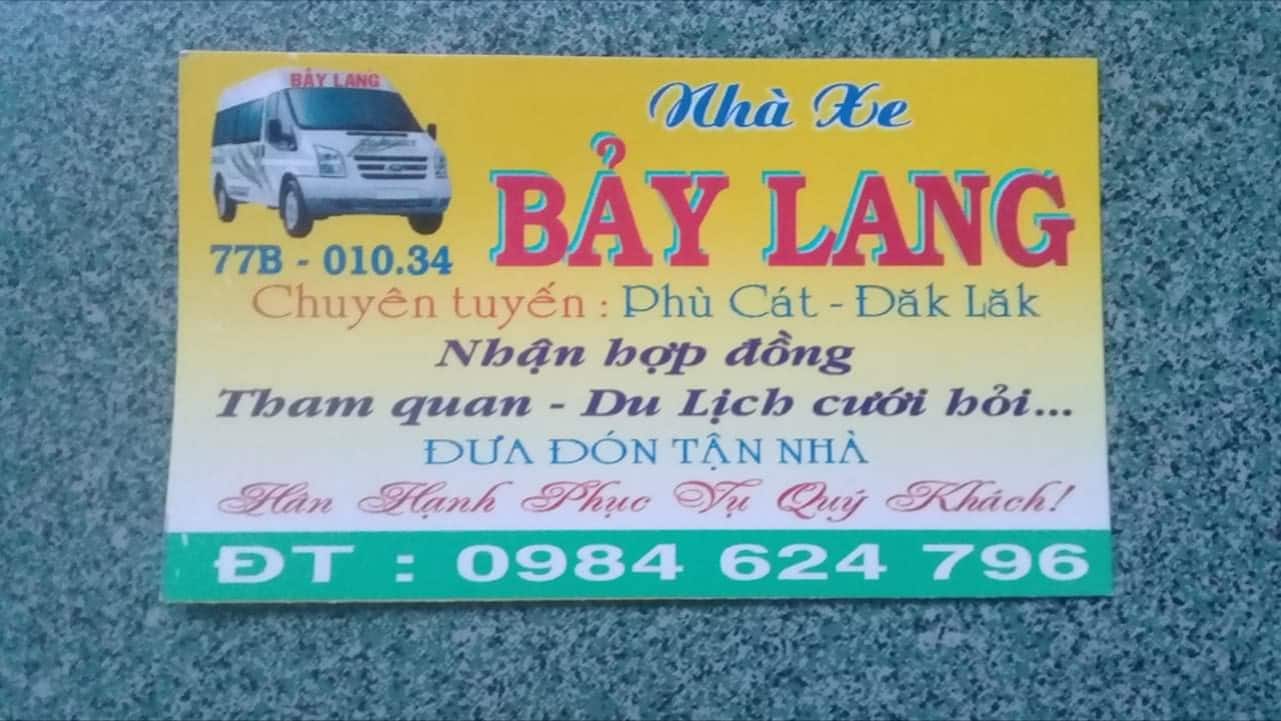 BẢY LANG
Nhà Xe
BẢY LANG
77B - 010.34
Chuyên tuyến : Phù Cát - Đăk Lăk
Nhận hợp đồng
Tham quan - Du Lịch cưới hỏi...
ĐƯA ĐÓN TẬN NHÀ
Hân Hạnh Phục Vụ Quý Khách!
ĐT : 0984 624 796